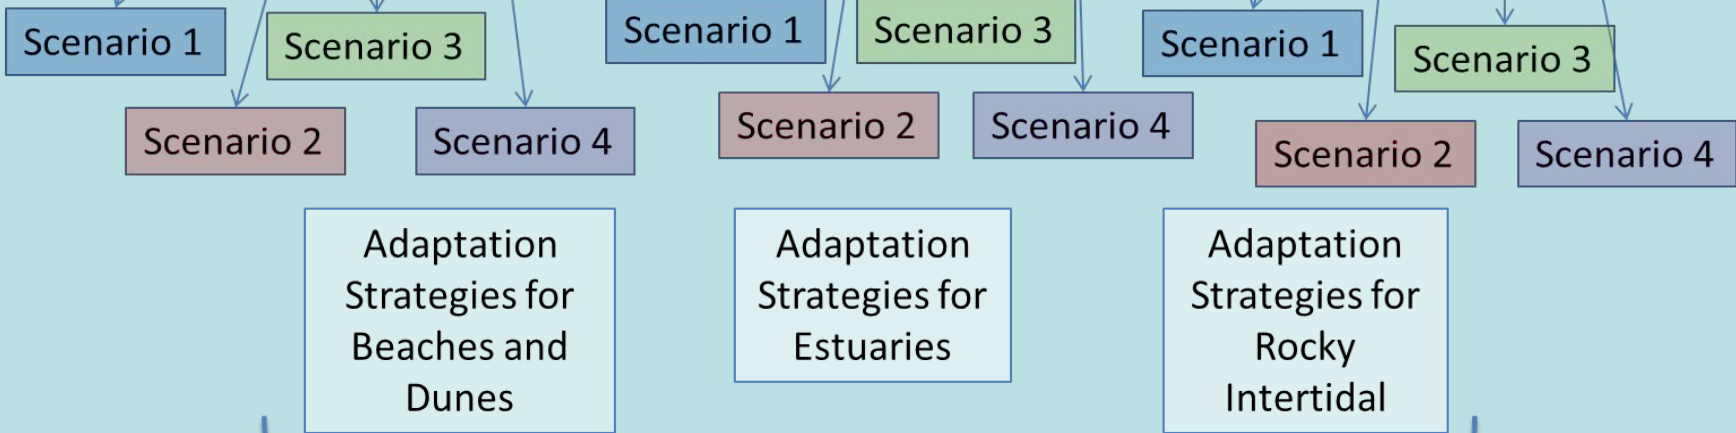 Scenario 1
Scenario 3
Scenario 2
Scenario 4
Scenario 1
Scenario 3
Scenario 2
Scenario 4
Scenario 1
Scenario 3
Scenario 2
Scenario 4
Adaptation
Strategies for
Beaches and
Dunes
Adaptation
Strategies for
Estuaries
Adaptation
Strategies for
Rocky
Intertidal